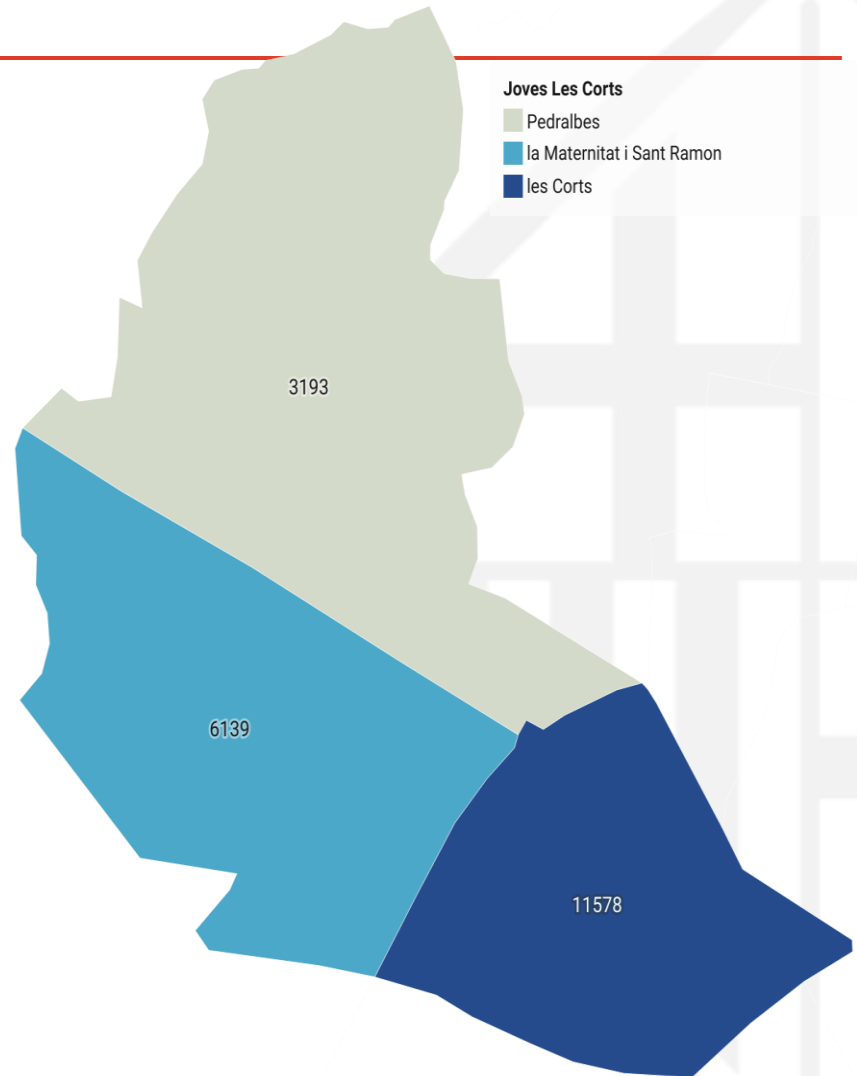 Joves Les Corts
Pedralbes
la Maternitat i Sant Ramon
les Corts
3193
6139
11578